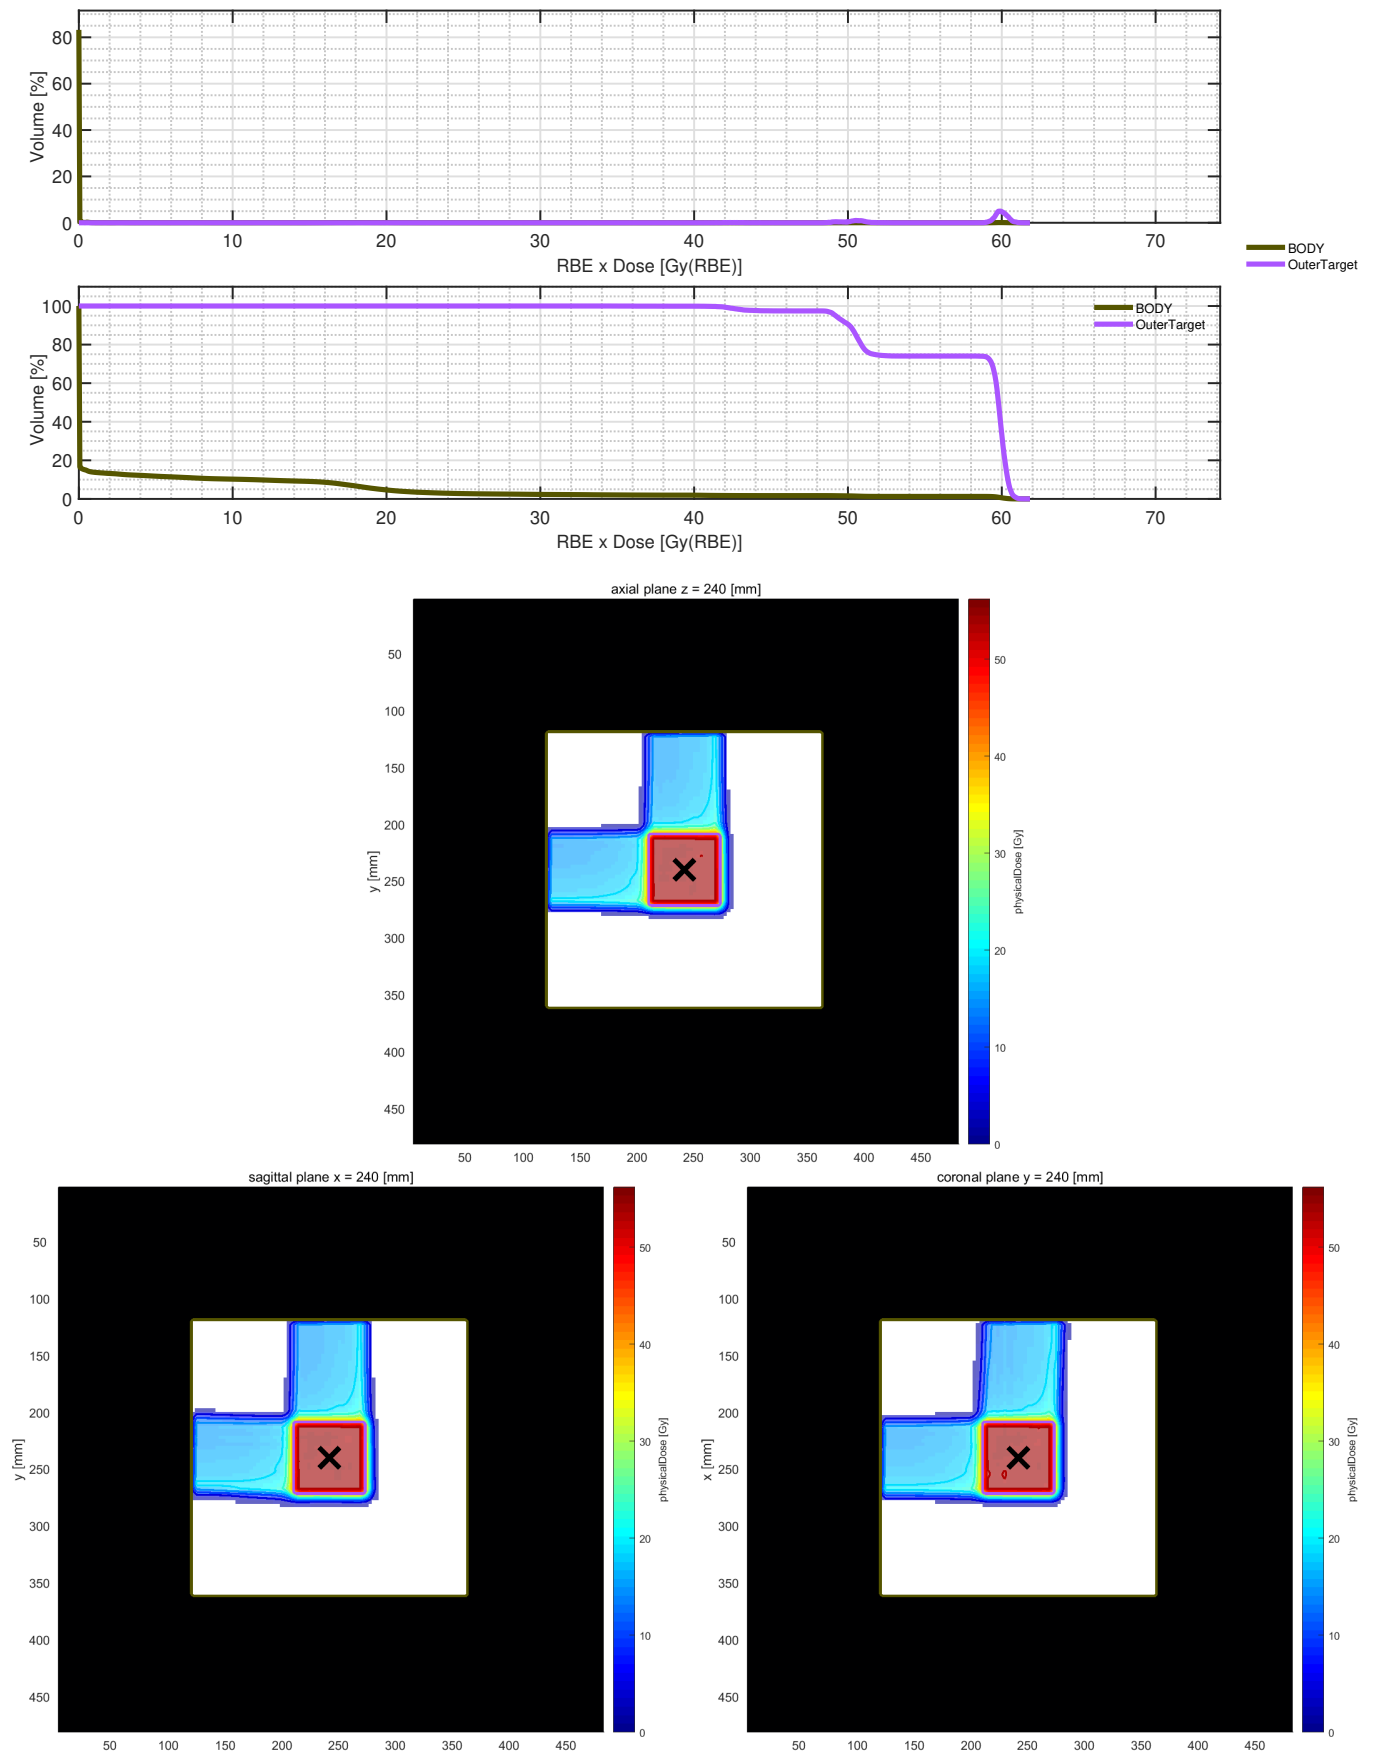 80
60
40
20
0
Volume [%]
0 10 20 30 40 50 60 70
RBE x Dose [Gy(RBE)]
BODY
OuterTarget
100
80
60
40
20
0
Volume [%]
BODY
OuterTarget
0 10 20 30 40 50 60 70
RBE x Dose [Gy(RBE)]
axial plane z = 240 [mm]
50
100
150
200
250
300
350
400
450
y [mm]
50 100 150 200 250 300 350 400 450
50
40
30
20
10
0
physicalDose [Gy]
sagittal plane x = 240 [mm]
50
100
150
200
250
300
350
400
450
y [mm]
50 100 150 200 250 300 350 400 450
50
40
30
20
10
0
physicalDose [Gy]
coronal plane y = 240 [mm]
50
100
150
200
250
300
350
400
450
x [mm]
50 100 150 200 250 300 350 400 450
50
40
30
20
10
0
physicalDose [Gy]